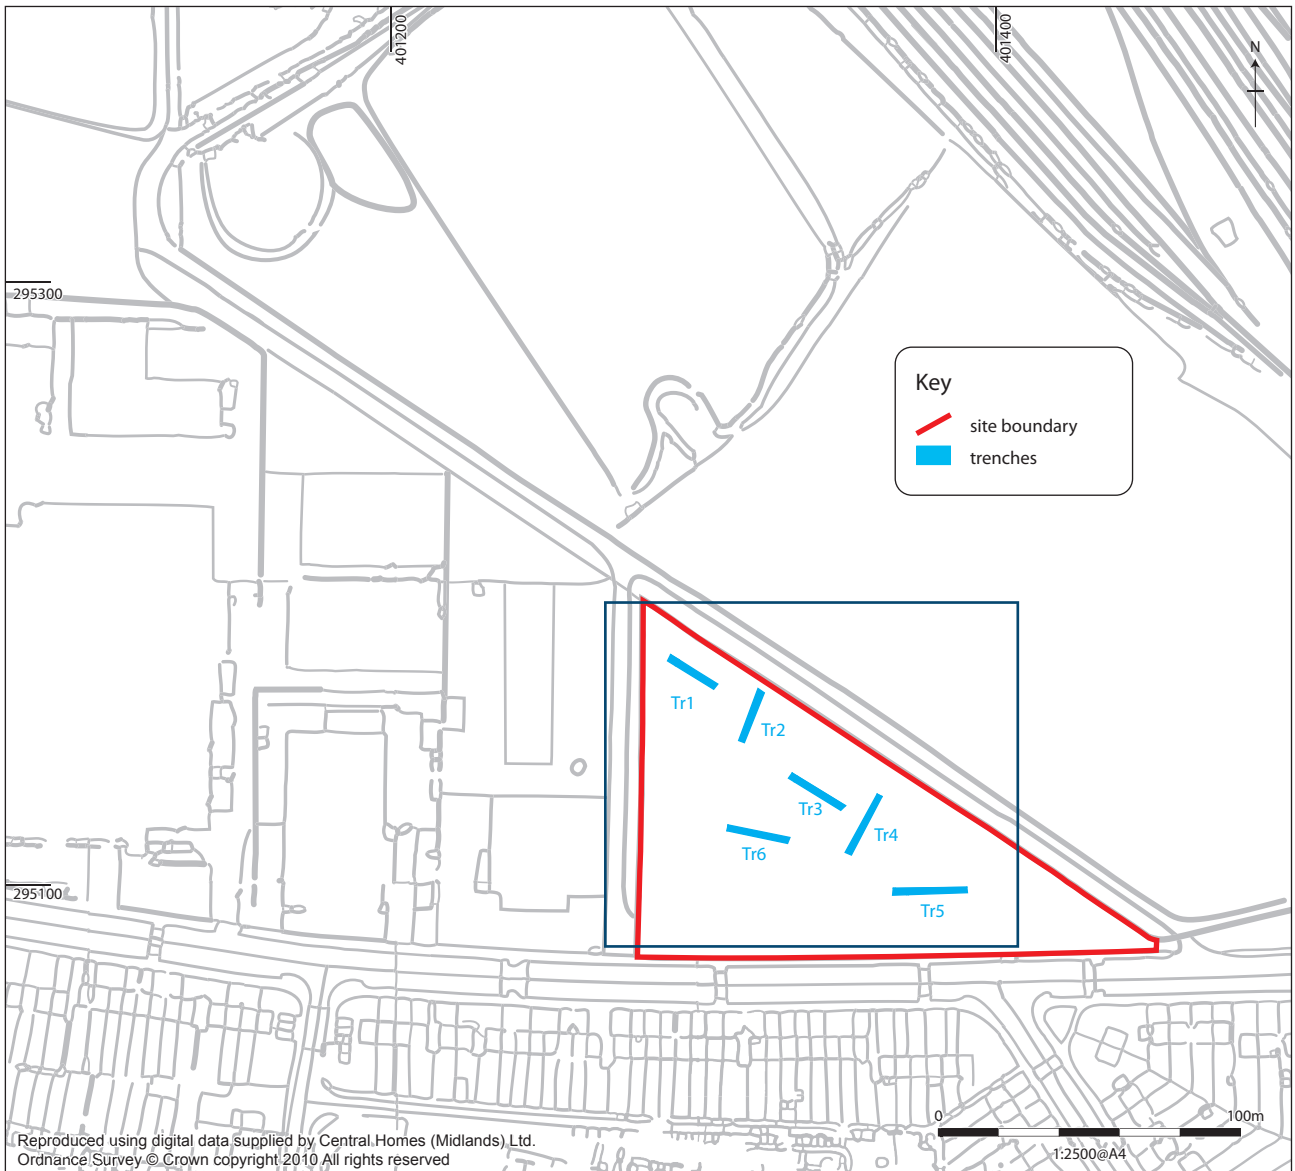 401200
401400
N
295300
Key
site boundary
trenches
Tr1
Tr2
Tr3
Tr4
Tr6
295100
Tr5
0
100m
1:2500@A4
Reproduced using digital data supplied by Central Homes (Midlands) Ltd.
Ordnance Survey © Crown copyright 2010 All rights reserved